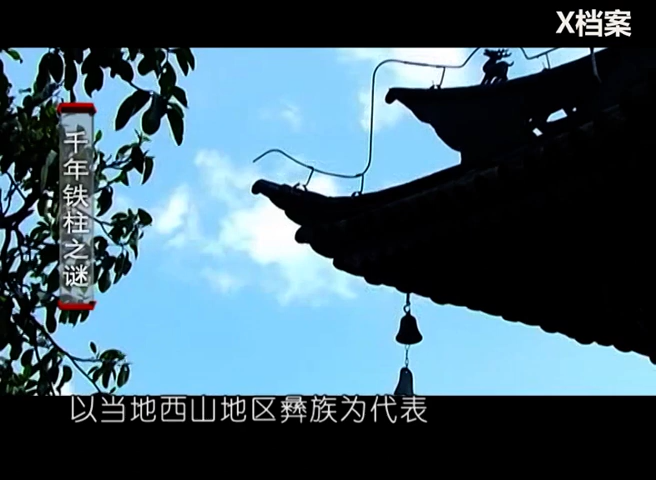 X档案
千年铁柱之谜
以当地西山地区彝族为代表